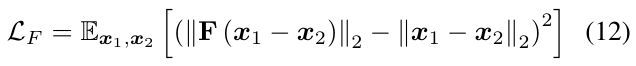 ℒ_F = 𝔼_{𝒙₁,𝒙₂} [ (‖𝐅 (𝒙₁ − 𝒙₂)‖₂ − ‖𝒙₁ − 𝒙₂‖₂)² ] (12)